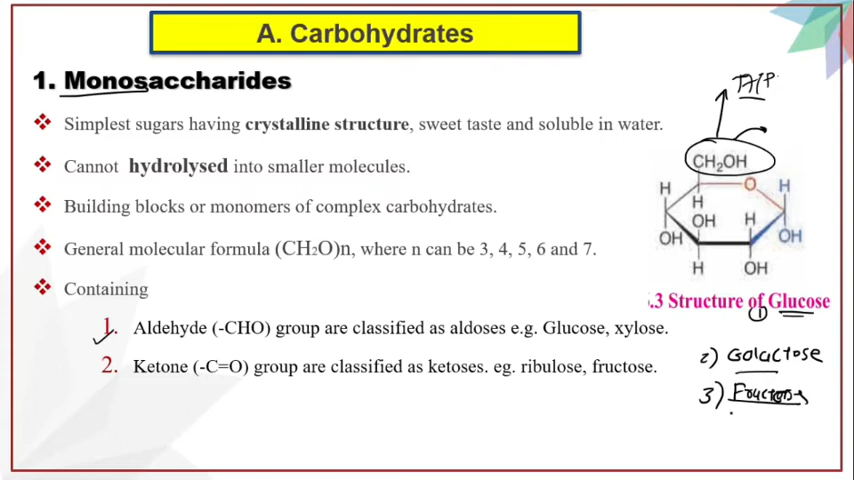 A. Carbohydrates
1. Monosaccharides
❖ Simplest sugars having crystalline structure, sweet taste and soluble in water.
❖ Cannot hydrolysed into smaller molecules.
❖ Building blocks or monomers of complex carbohydrates.
❖ General molecular formula (CH₂O)n, where n can be 3, 4, 5, 6 and 7.
❖ Containing
1. Aldehyde (-CHO) group are classified as aldoses e.g. Glucose, xylose.
2. Ketone (-C=O) group are classified as ketoses. eg. ribulose, fructose.
CH₂OH
H O H
H
OH H
OH OH
H OH
.3 Structure of Glucose
1
2) Galactose
3)